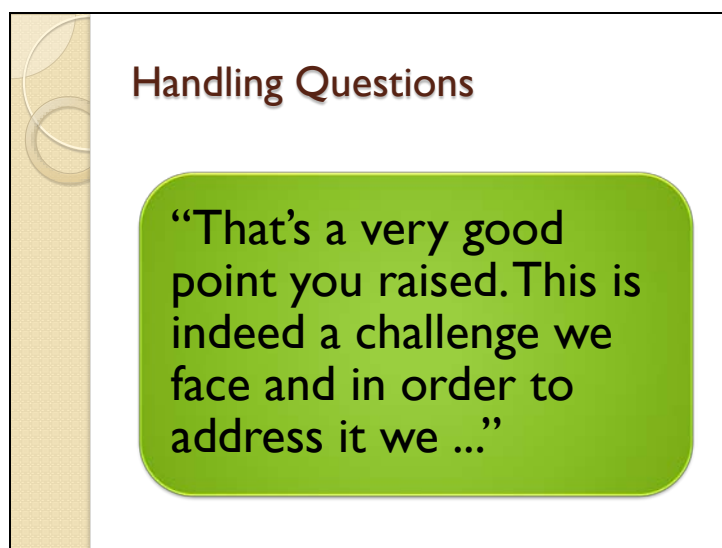 Handling Questions
“That’s a very good
point you raised. This is
indeed a challenge we
face and in order to
address it we ...”